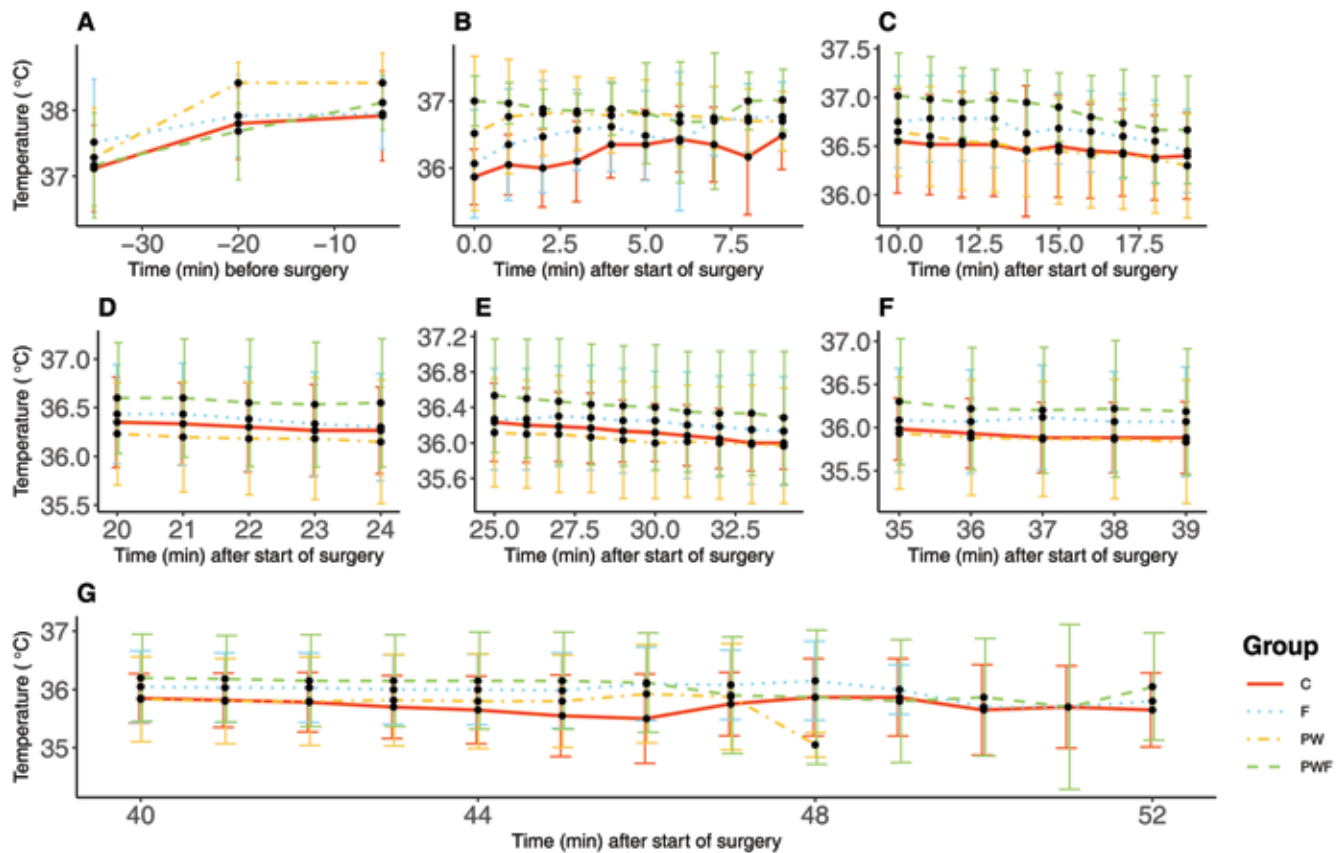 A
Temperature ( °C)
38
37
−30 −20 −10
Time (min) before surgery
B
37
36
0.0 2.5 5.0 7.5
Time (min) after start of surgery
C
37.5
37.0
36.5
36.0
10.0 12.5 15.0 17.5
Time (min) after start of surgery
D
Temperature ( °C)
37.0
36.5
36.0
35.5
20 21 22 23 24
Time (min) after start of surgery
E
37.2
36.8
36.4
36.0
35.6
25.0 27.5 30.0 32.5
Time (min) after start of surgery
F
37.0
36.5
36.0
35.5
35 36 37 38 39
Time (min) after start of surgery
G
Temperature ( °C)
37
36
35
40 44 48 52
Time (min) after start of surgery
Group
C
F
PW
PWF